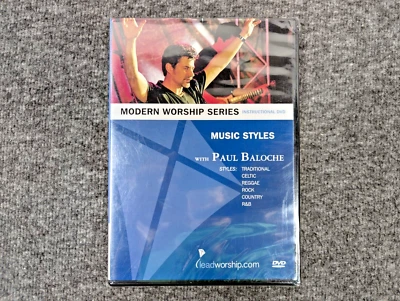 MODERN WORSHIP SERIES INSTRUCTIONAL DVD
MUSIC STYLES
WITH PAUL BALOCHE
STYLES: TRADITIONAL
CELTIC
REGGAE
ROCK
COUNTRY
R&B
leadworship.com
DVD